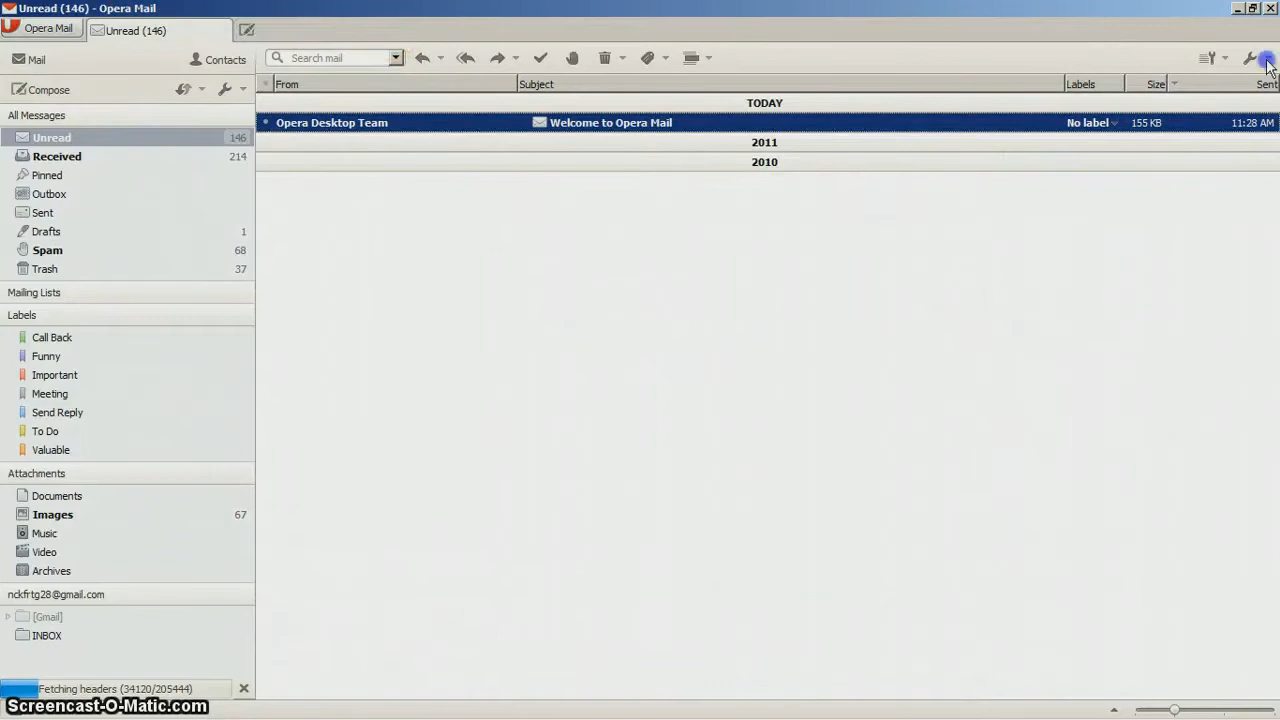 Unread (146) - Opera Mail
Opera Mail
Unread (146)
Mail
Contacts
Search mail
Compose
From
Subject
Labels
Size
Sent
TODAY
All Messages
Opera Desktop Team
Welcome to Opera Mail
No label
155 KB
11:28 AM
Unread
146
2011
Received
214
2010
Pinned
Outbox
Sent
Drafts
1
Spam
68
Trash
37
Mailing Lists
Labels
Call Back
Funny
Important
Meeting
Send Reply
To Do
Valuable
Attachments
Documents
Images
67
Music
Video
Archives
nckfrtg28@gmail.com
[Gmail]
INBOX
Fetching headers (34120/205444)
Screencast-O-Matic.com